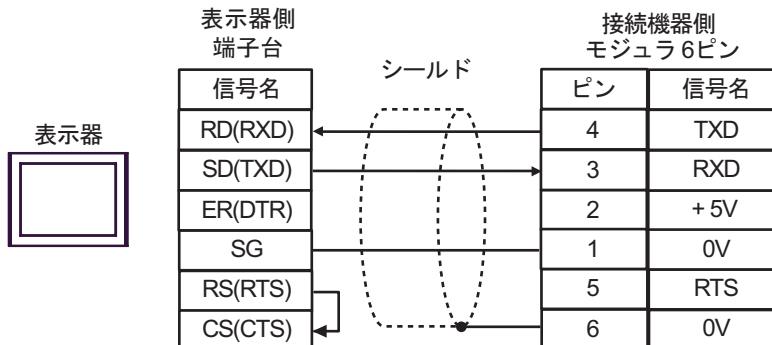 表示器側
端子台
接続機器側
モジュラ6ピン
シールド
表示器
信号名 ピン 信号名
RD(RXD) 4 TXD
SD(TXD) 3 RXD
ER(DTR) 2 +5V
SG 1 0V
RS(RTS) 5 RTS
CS(CTS) 6 0V